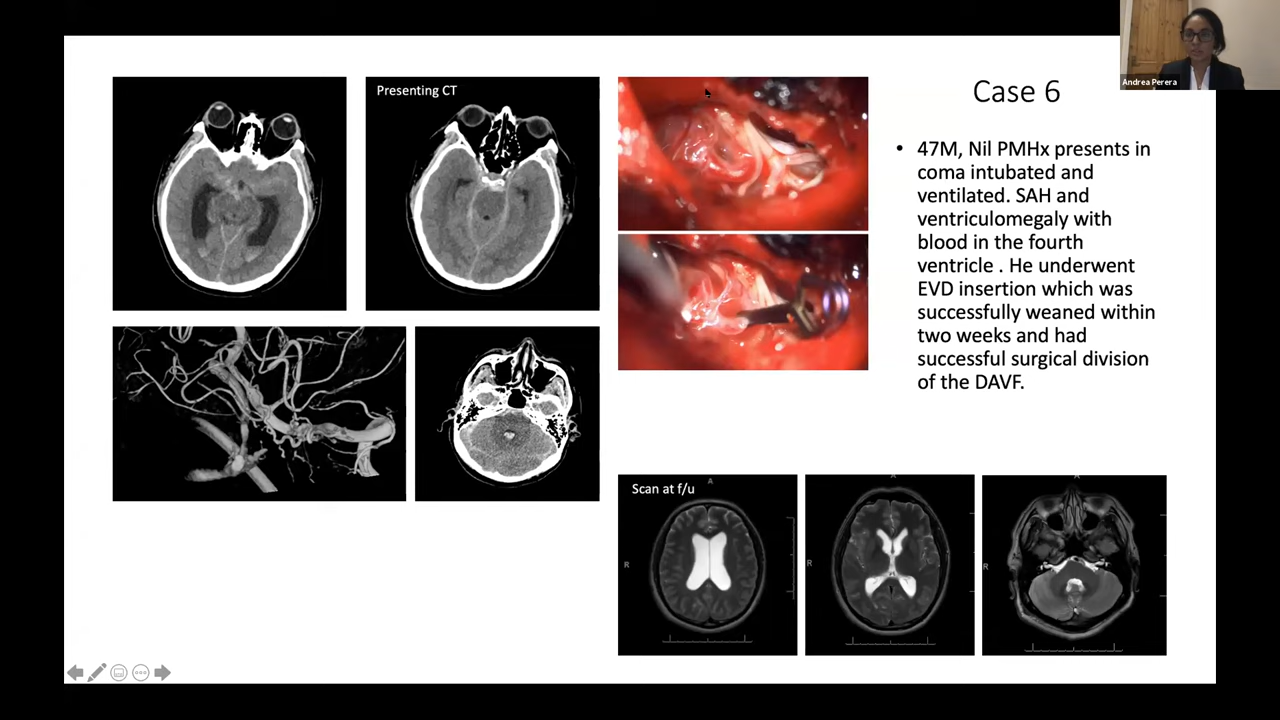 Andrea Perera
Presenting CT
Case 6
• 47M, Nil PMHx presents in
coma intubated and
ventilated. SAH and
ventriculomegaly with
blood in the fourth
ventricle . He underwent
EVD insertion which was
successfully weaned within
two weeks and had
successful surgical division
of the DAVF.
Scan at f/u
A
R
A
R
A
R